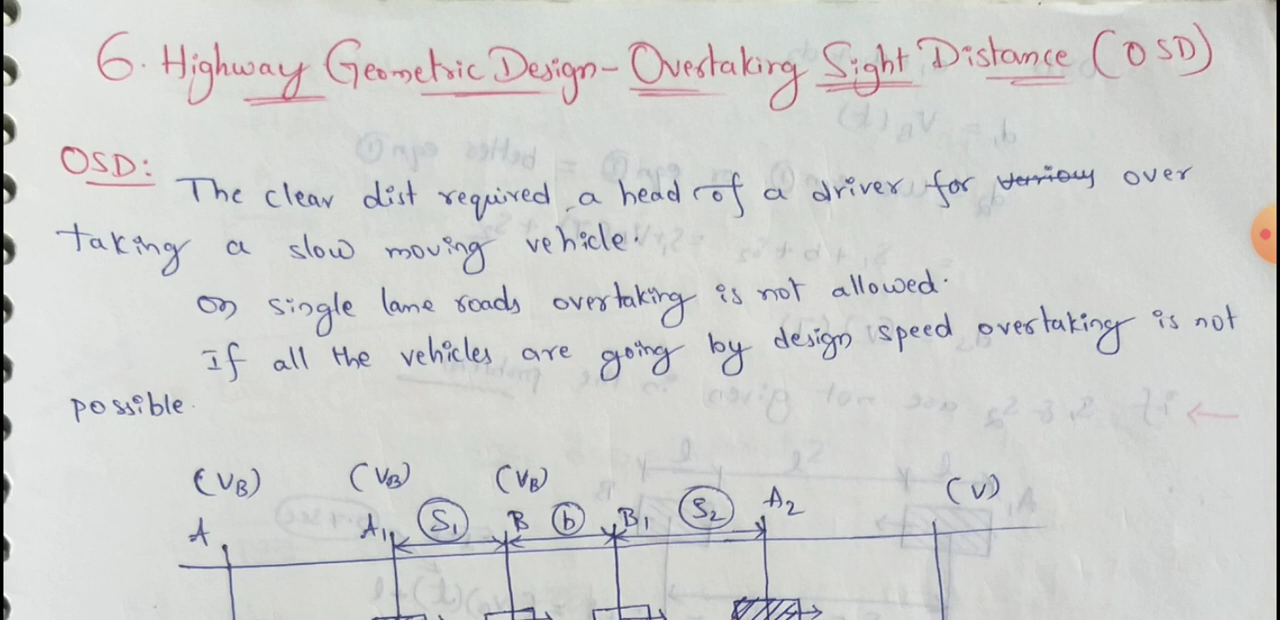 6. Highway Geometric Design - Overtaking Sight Distance (OSD)
OSD:
The clear dist required a head of a driver for over
taking a slow moving vehicle.
On single lane roads overtaking is not allowed.
If all the vehicles are going by design speed overtaking is not
possible.
(VB) (VB) (VB) (V)
A A1 S1 B b B1 S2 A2